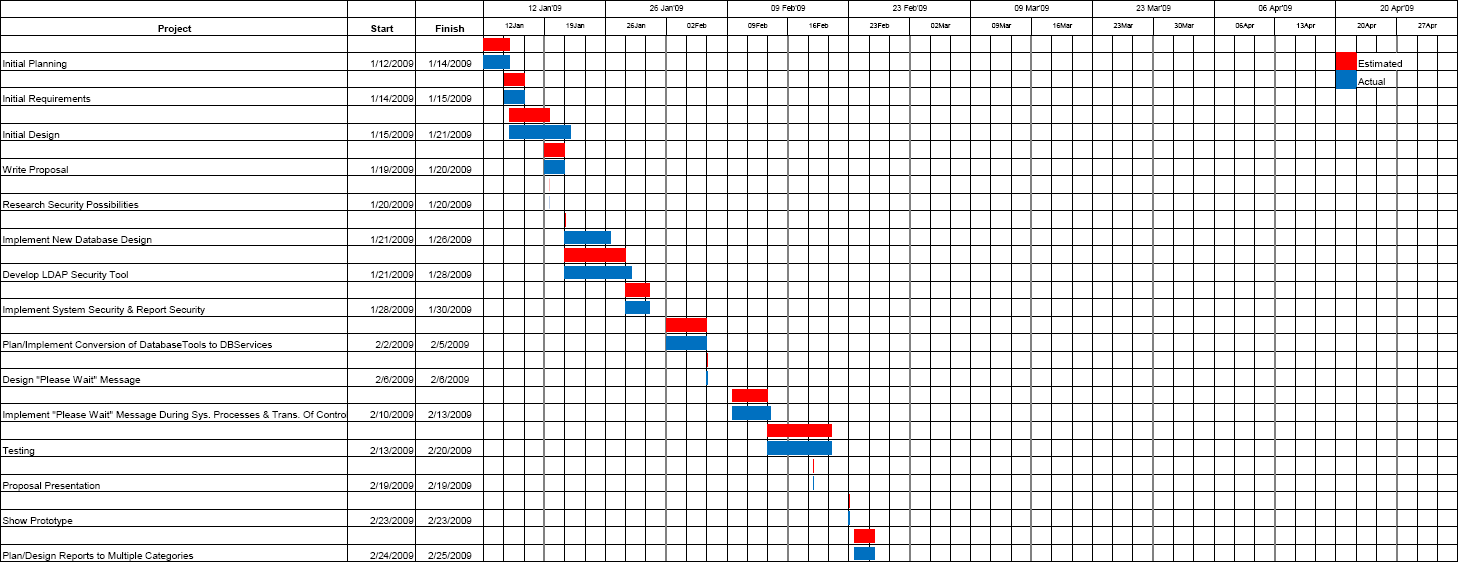 12 Jan'09 26 Jan'09 09 Feb'09 23 Feb'09 09 Mar'09 23 Mar'09 06 Apr'09 20 Apr'09
Project Start Finish 12Jan 19Jan 26Jan 02Feb 09Feb 16Feb 23Feb 02Mar 09Mar 16Mar 23Mar 30Mar 06Apr 13Apr 20Apr 27Apr
Initial Planning 1/12/2009 1/14/2009 Estimated
Actual
Initial Requirements 1/14/2009 1/15/2009
Initial Design 1/15/2009 1/21/2009
Write Proposal 1/19/2009 1/20/2009
Research Security Possibilities 1/20/2009 1/20/2009
Implement New Database Design 1/21/2009 1/26/2009
Develop LDAP Security Tool 1/21/2009 1/28/2009
Implement System Security & Report Security 1/28/2009 1/30/2009
Plan/Implement Conversion of DatabaseTools to DBServices 2/2/2009 2/5/2009
Design "Please Wait" Message 2/6/2009 2/6/2009
Implement "Please Wait" Message During Sys. Processes & Trans. Of Contro 2/10/2009 2/13/2009
Testing 2/13/2009 2/20/2009
Proposal Presentation 2/19/2009 2/19/2009
Show Prototype 2/23/2009 2/23/2009
Plan/Design Reports to Multiple Categories 2/24/2009 2/25/2009